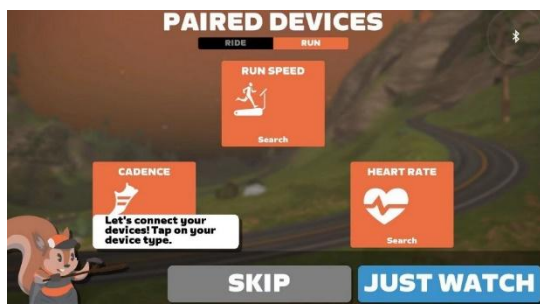 PAIRED DEVICES
RIDE RUN
RUN SPEED
Search
CADENCE
HEART RATE
Let's connect your
devices! Tap on your
device type.
Search
SKIP JUST WATCH